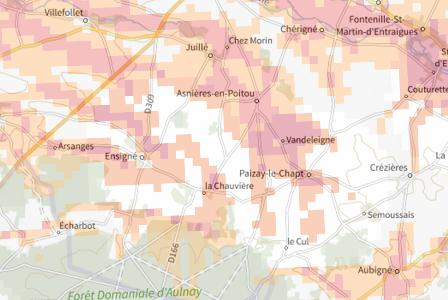 Villefollet
Fontenille-St-
Martin-d'Entraigues
Chérigné
Chez Morin
Juillé
Couturette
Asnières-en-Poitou
D309
Vandeleigne
Arsanges
Ensigné
Paizay-le-Chapt
Crézières
La
la Chauvière
Semoussais
Écharbot
le Cul
D166
Aubigné
Forêt Domaniale d'Aulnay